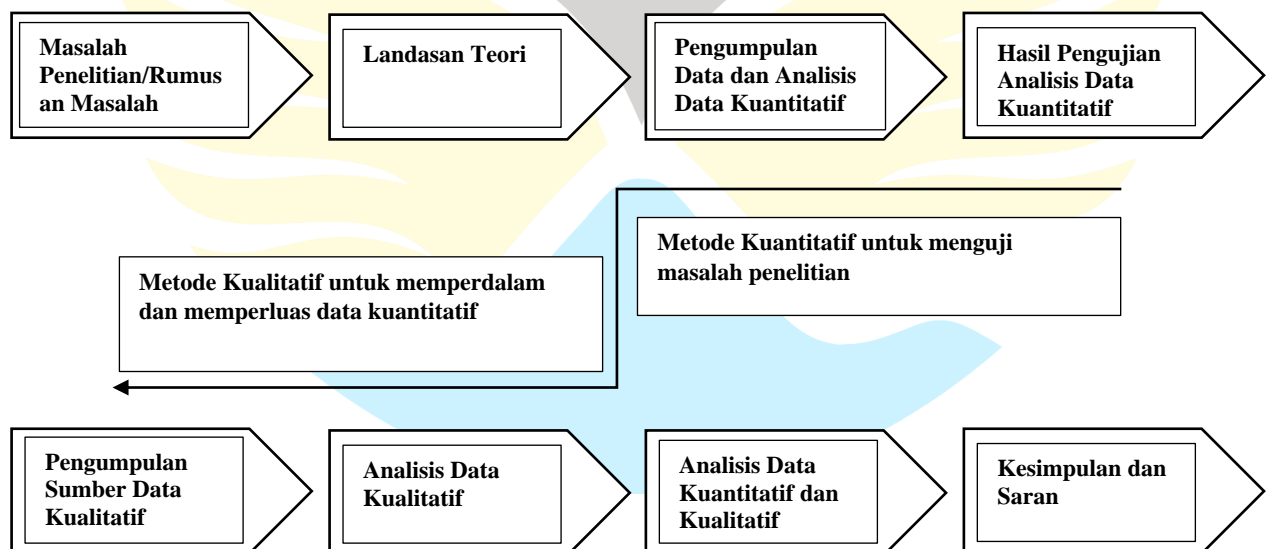 Masalah
Penelitian/Rumus
an Masalah
Landasan Teori
Pengumpulan
Data dan Analisis
Data Kuantitatif
Hasil Pengujian
Analisis Data
Kuantitatif
Metode Kuantitatif untuk menguji
masalah penelitian
Metode Kualitatif untuk memperdalam
dan memperluas data kuantitatif
Pengumpulan
Sumber Data
Kualitatif
Analisis Data
Kualitatif
Analisis Data
Kuantitatif dan
Kualitatif
Kesimpulan dan
Saran